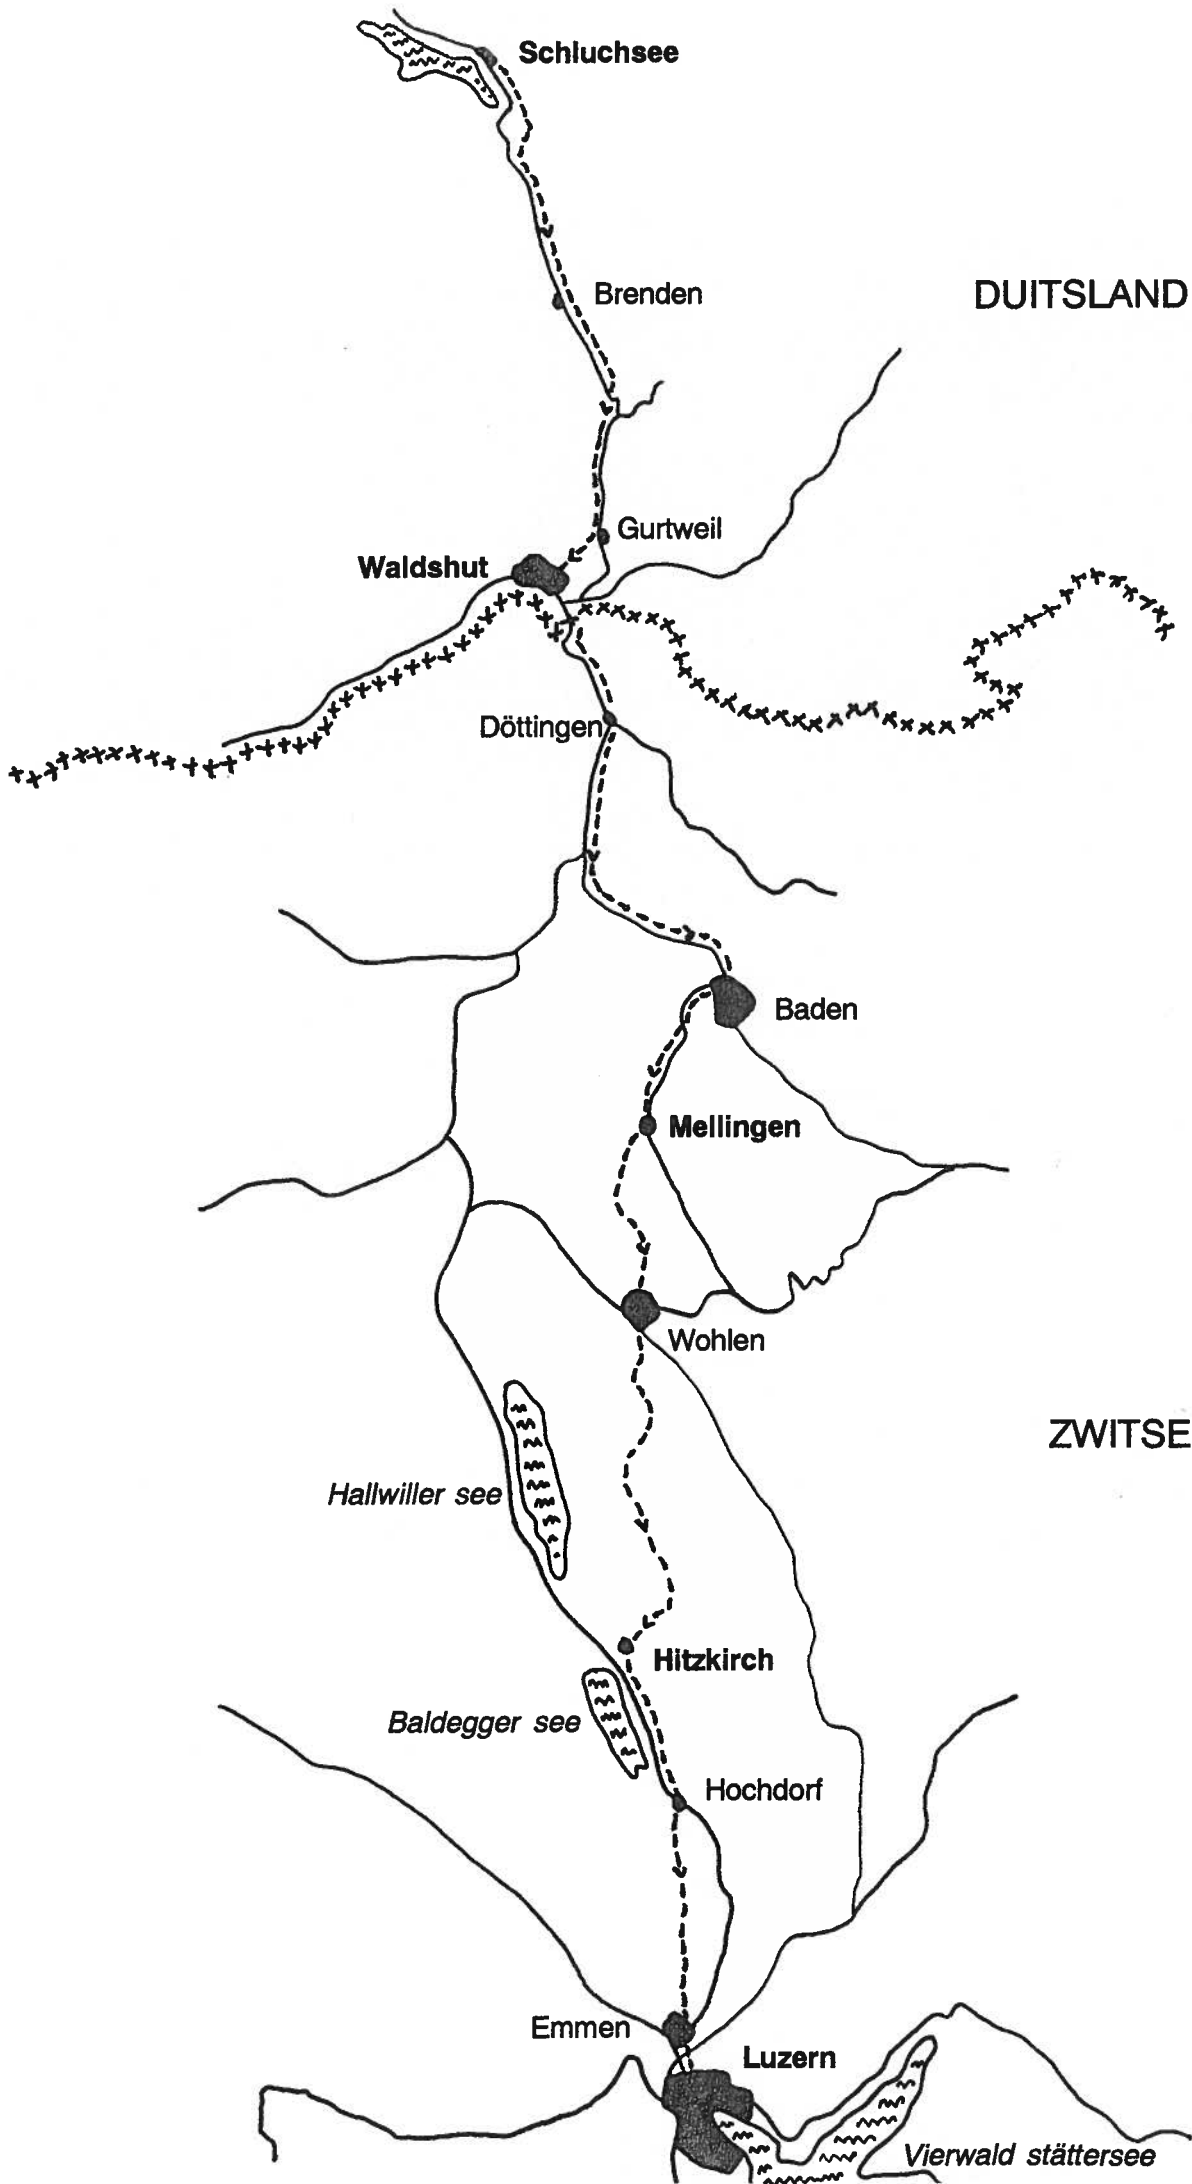 Schluchsee
Brenden
DUITSLAND
Gurtweil
Waldshut
Döttingen
Baden
Mellingen
Wohlen
ZWITSE
Hallwiller see
Hitzkirch
Baldegger see
Hochdorf
Emmen
Luzern
Vierwald stättersee